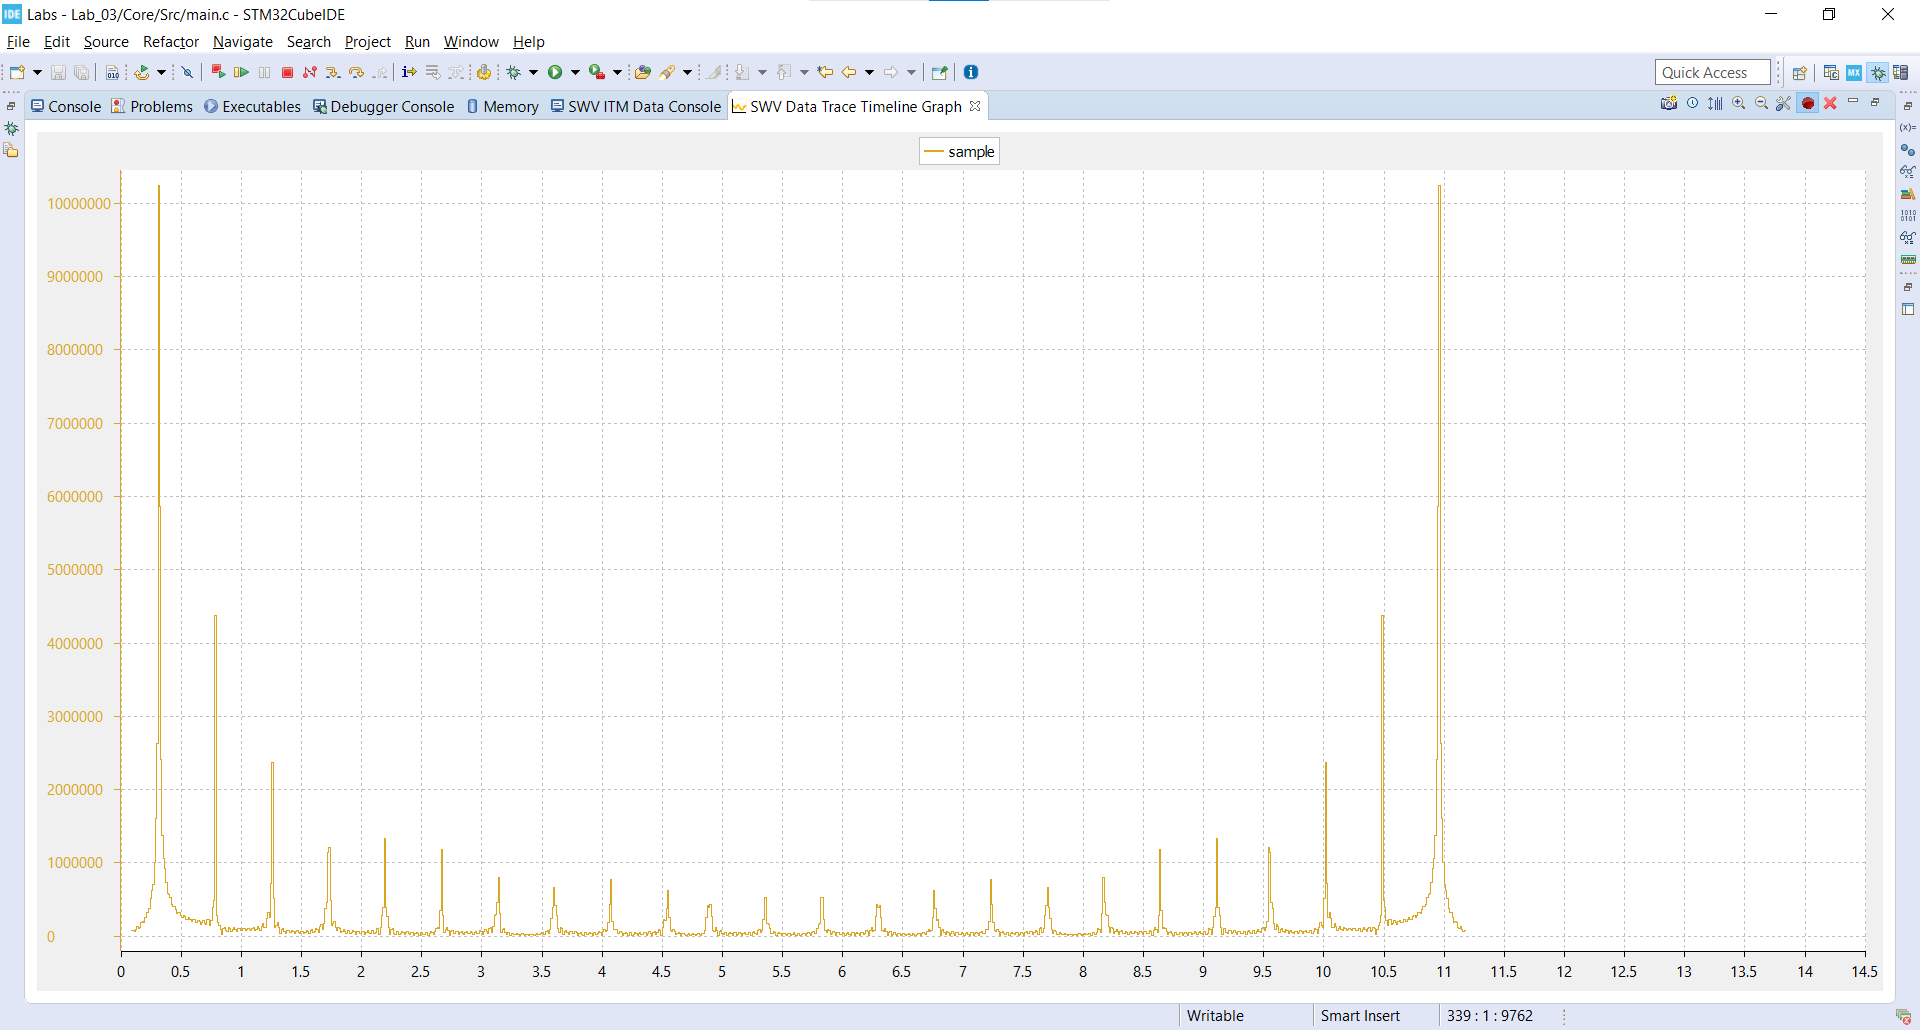 IDE Labs - Lab_03/Core/Src/main.c - STM32CubeIDE
File Edit Source Refactor Navigate Search Project Run Window Help
Quick Access
MX
Console Problems Executables Debugger Console Memory SWV ITM Data Console SWV Data Trace Timeline Graph
(x)=
1010
0101
sample
10000000
9000000
8000000
7000000
6000000
5000000
4000000
3000000
2000000
1000000
0
0 0.5 1 1.5 2 2.5 3 3.5 4 4.5 5 5.5 6 6.5 7 7.5 8 8.5 9 9.5 10 10.5 11 11.5 12 12.5 13 13.5 14 14.5
Writable Smart Insert 339 : 1 : 9762